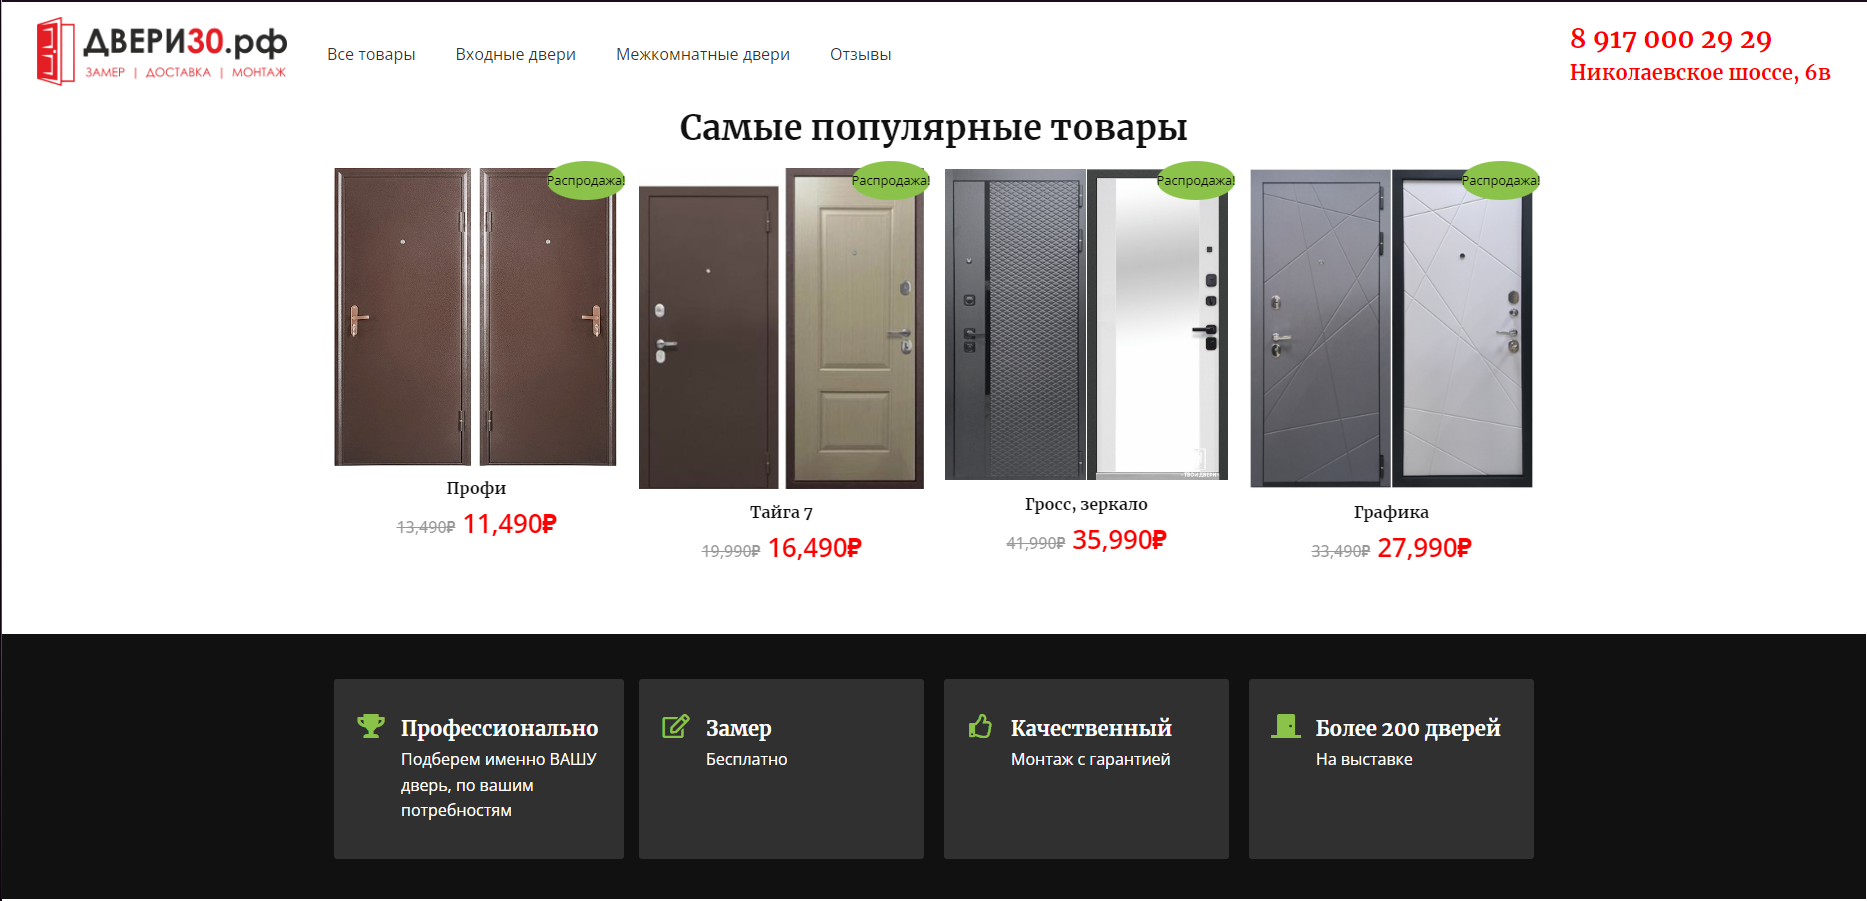 ДВЕРИ30.рф
ЗАМЕР | ДОСТАВКА | МОНТАЖ
Все товары
Входные двери
Межкомнатные двери
Отзывы
8 917 000 29 29
Николаевское шоссе, 6в
Самые популярные товары
Распродажа!
Распродажа!
Распродажа!
Распродажа!
Профи
13,490₽ 11,490₽
Тайга 7
19,990₽ 16,490₽
Гросс, зеркало
41,990₽ 35,990₽
Графика
33,490₽ 27,990₽
Профессионально
Подберем именно ВАШУ
дверь, по вашим
потребностям
Замер
Бесплатно
Качественный
Монтаж с гарантией
Более 200 дверей
На выставке